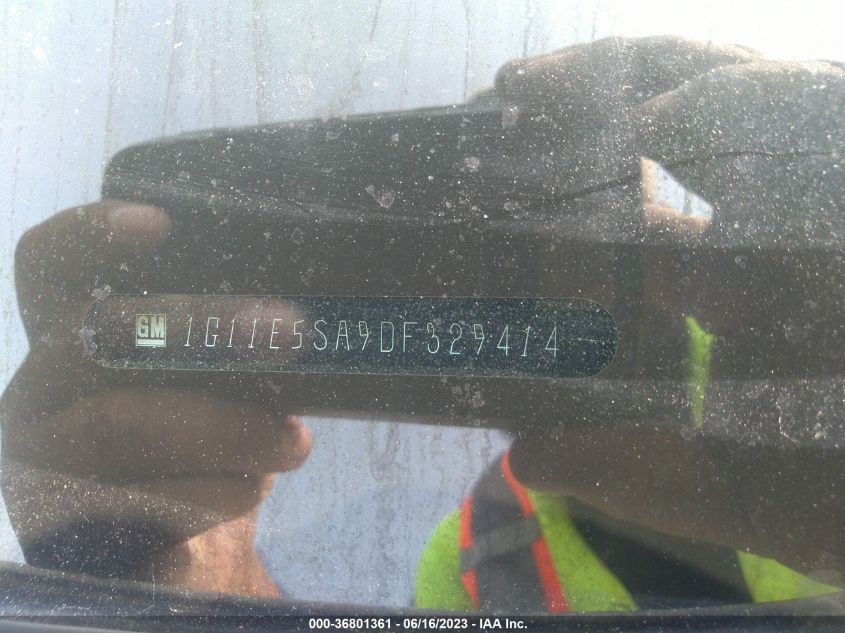 GM 1G11E5SA9DF329414
000-36801361 - 06/16/2023 - IAA Inc.